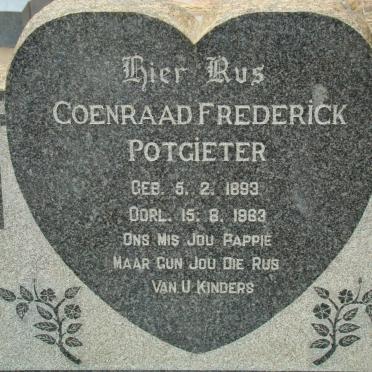 Hier Rus
COENRAAD FREDERICK
POTGIETER
GEB. 5. 2. 1893
OORL. 15. 8. 1963
ONS MIS JOU PAPPIE
MAAR GUN JOU DIE RUS
VAN U KINDERS